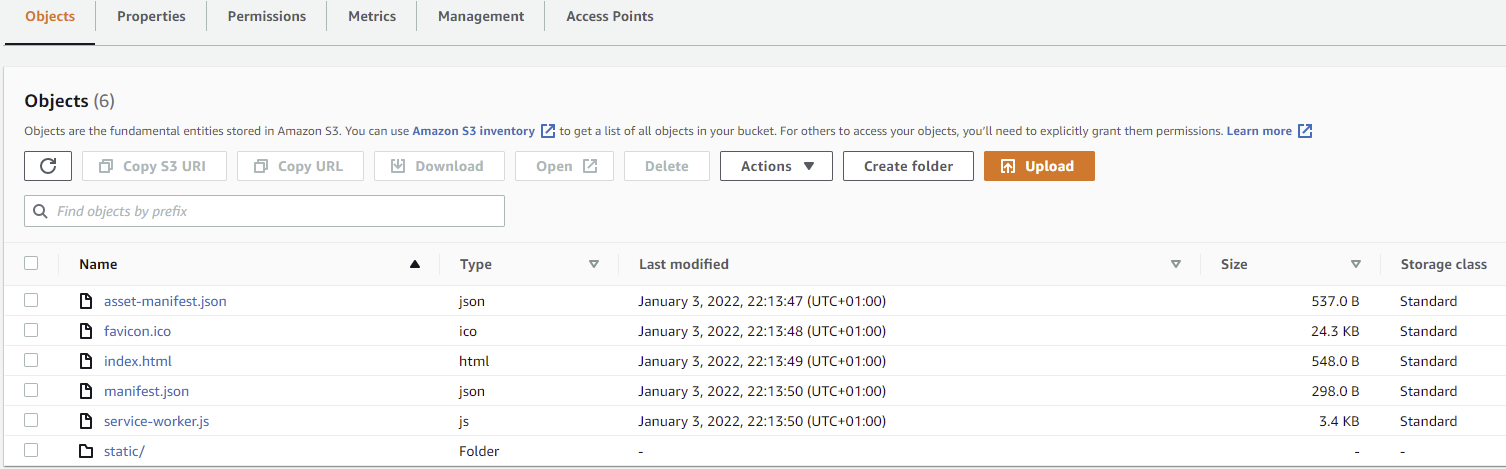 Objects Properties Permissions Metrics Management Access Points
Objects (6)
Objects are the fundamental entities stored in Amazon S3. You can use Amazon S3 inventory to get a list of all objects in your bucket. For others to access your objects, you'll need to explicitly grant them permissions. Learn more
Copy S3 URI Copy URL Download Open Delete Actions Create folder Upload
Find objects by prefix
Name Type Last modified Size Storage class
asset-manifest.json json January 3, 2022, 22:13:47 (UTC+01:00) 537.0 B Standard
favicon.ico ico January 3, 2022, 22:13:48 (UTC+01:00) 24.3 KB Standard
index.html html January 3, 2022, 22:13:49 (UTC+01:00) 548.0 B Standard
manifest.json json January 3, 2022, 22:13:50 (UTC+01:00) 298.0 B Standard
service-worker.js js January 3, 2022, 22:13:50 (UTC+01:00) 3.4 KB Standard
static/ Folder - - -